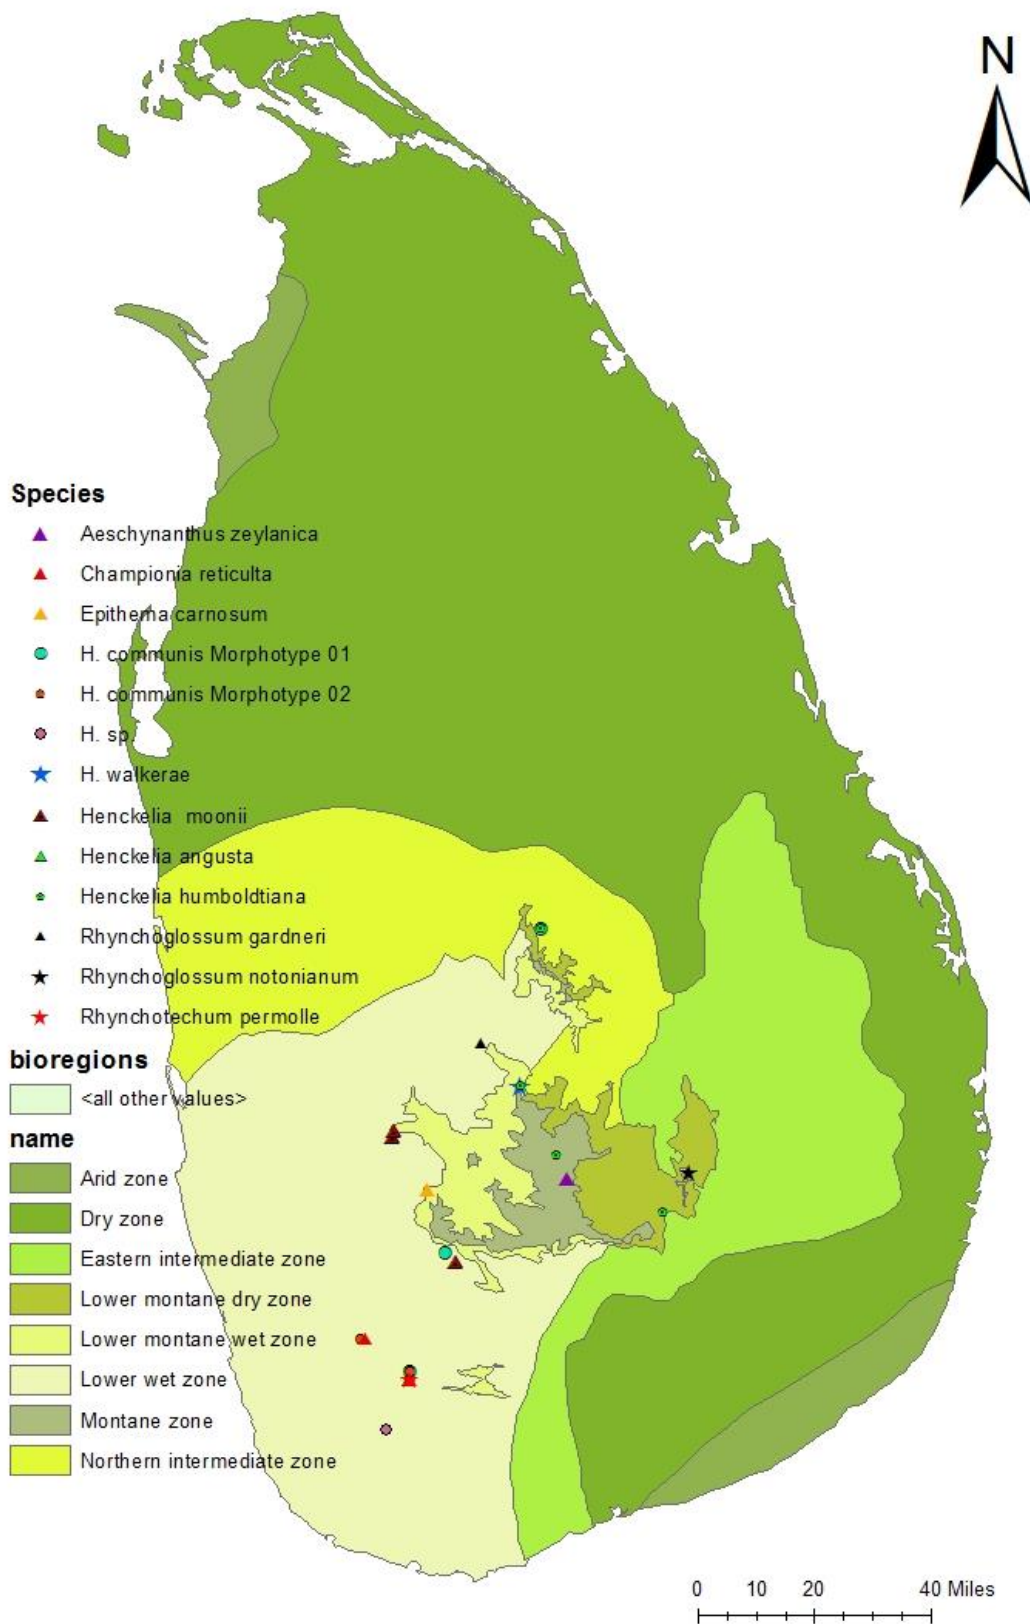 N
Species
Aeschynanthus zeylanica
Championia reticulta
Epithema carnosum
H. communis Morphotype 01
H. communis Morphotype 02
H. sp.
H. walkerae
Henckelia moonii
Henckelia angusta
Henckelia humboldtiana
Rhynchoglossum gardneri
Rhynchoglossum notonianum
Rhynchotechum permolle
bioregions
<all other values>
name
Arid zone
Dry zone
Eastern intermediate zone
Lower montane dry zone
Lower montane wet zone
Lower wet zone
Montane zone
Northern intermediate zone
0 10 20 40 Miles